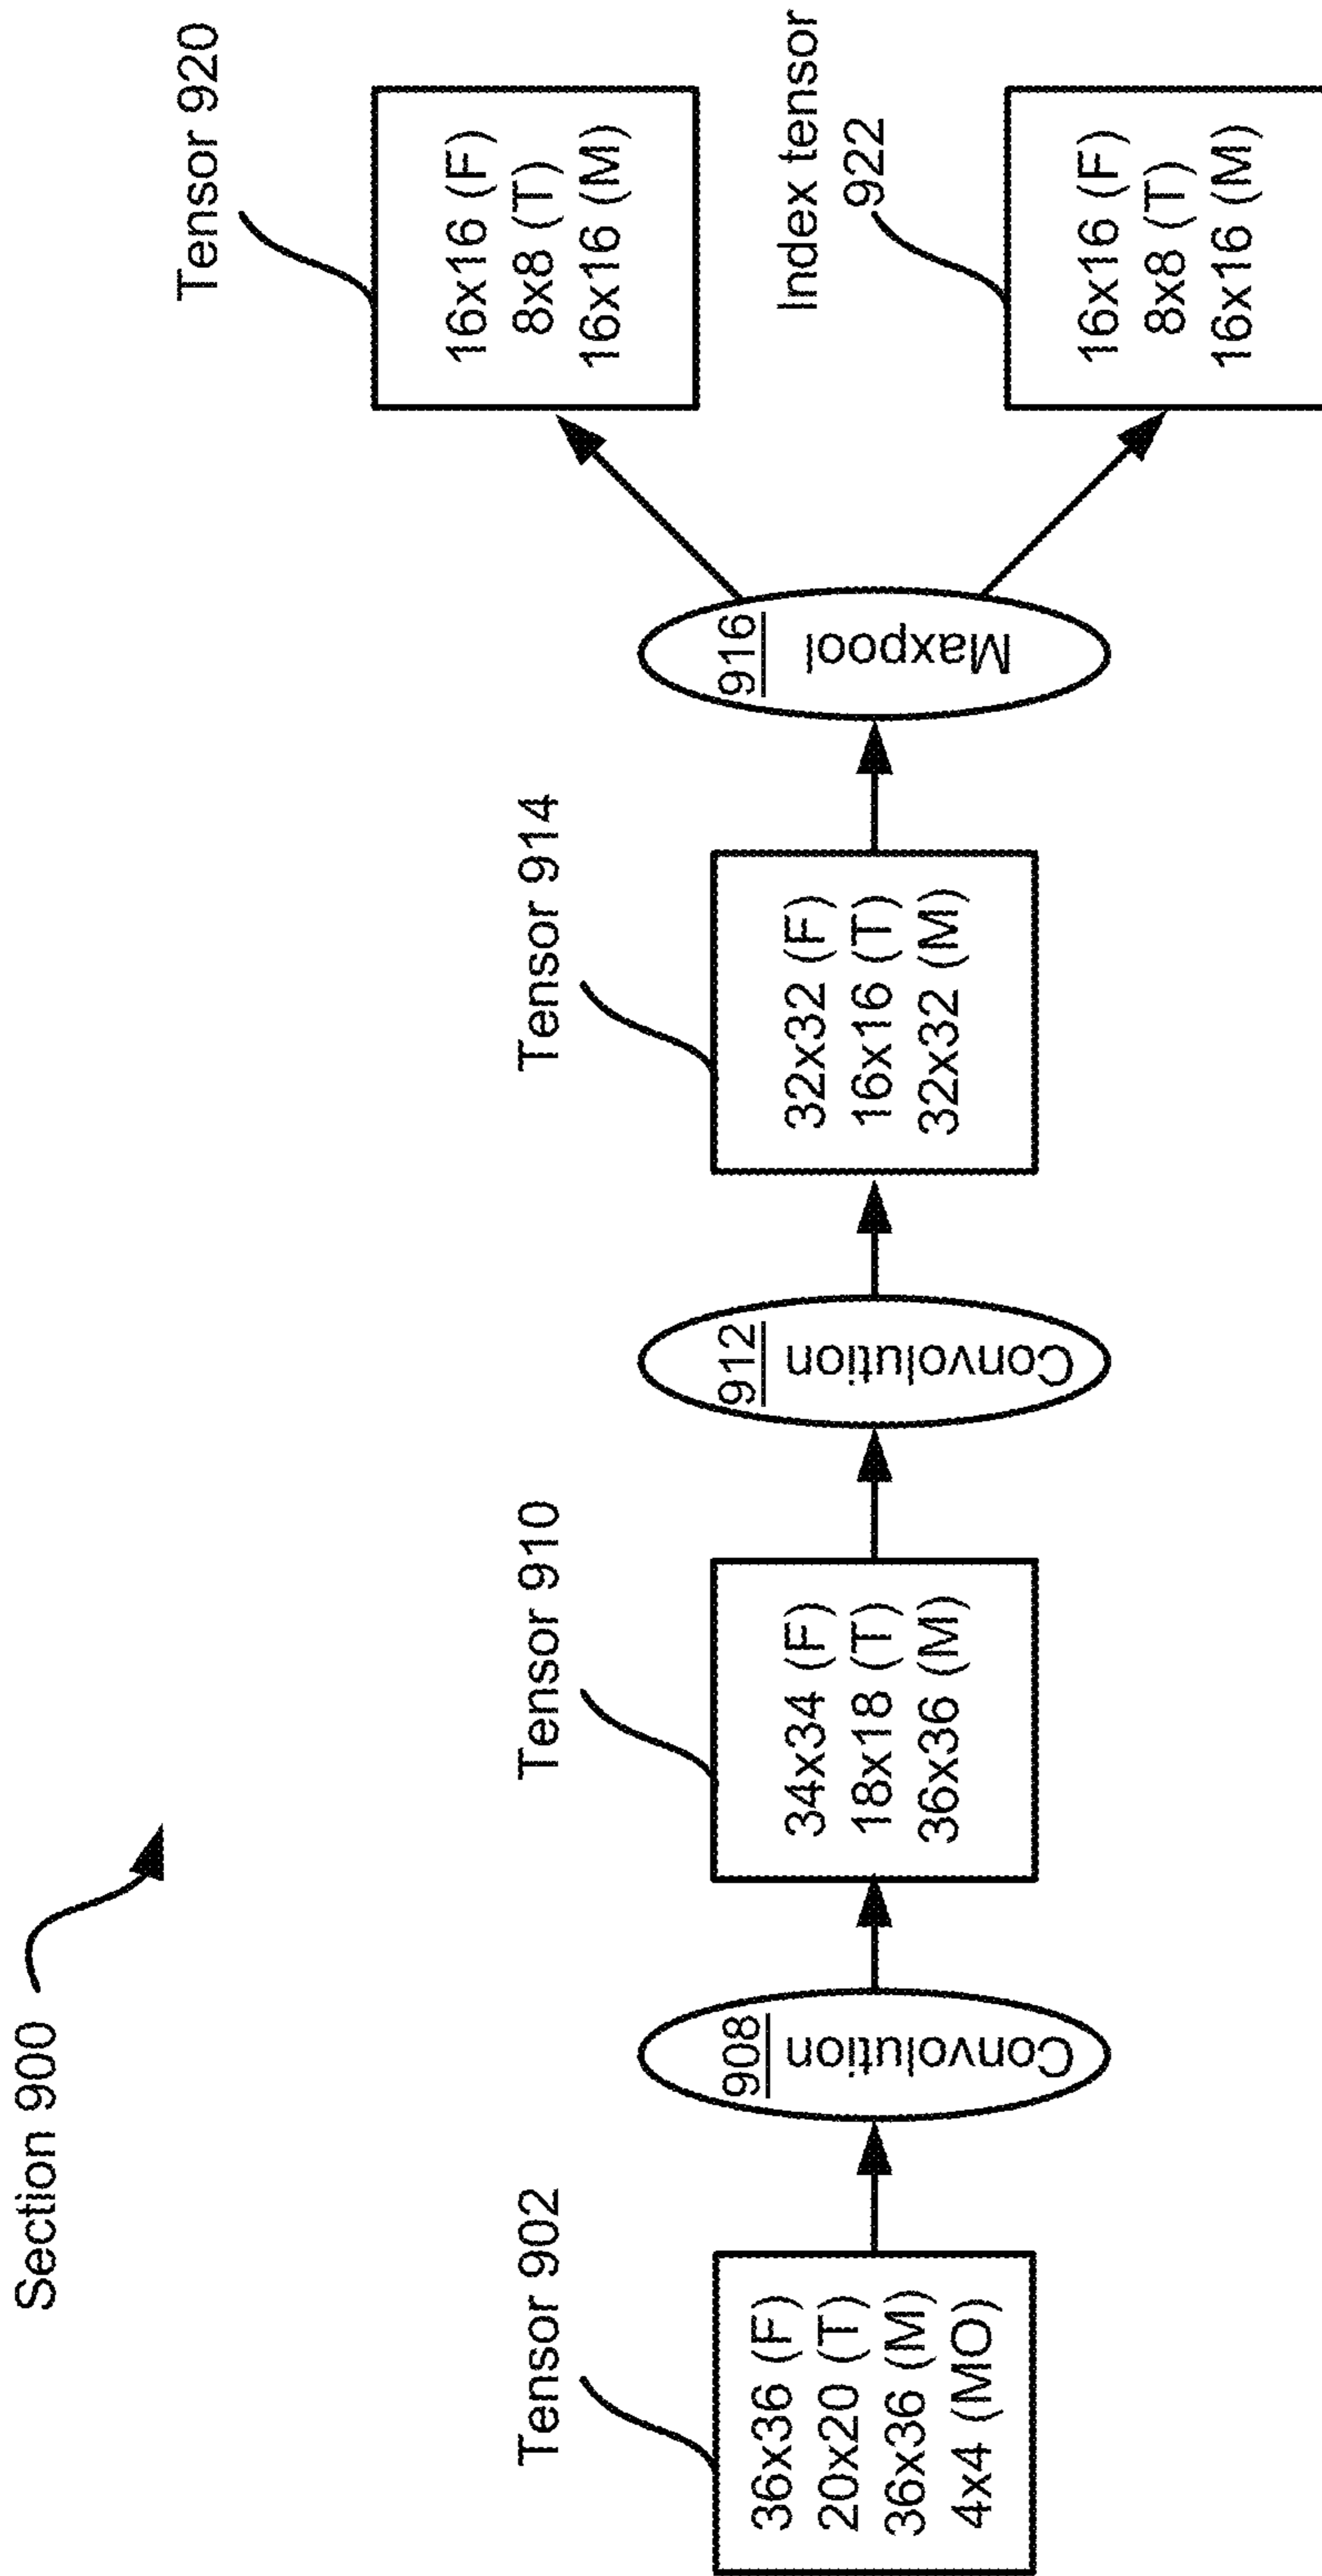 Section 900
Tensor 902
36x36 (F)
20x20 (T)
36x36 (M)
4x4 (MO)
908
Convolution
Tensor 910
34x34 (F)
18x18 (T)
36x36 (M)
912
Convolution
Tensor 914
32x32 (F)
16x16 (T)
32x32 (M)
916
Maxpool
Tensor 920
16x16 (F)
8x8 (T)
16x16 (M)
Index tensor
922
16x16 (F)
8x8 (T)
16x16 (M)